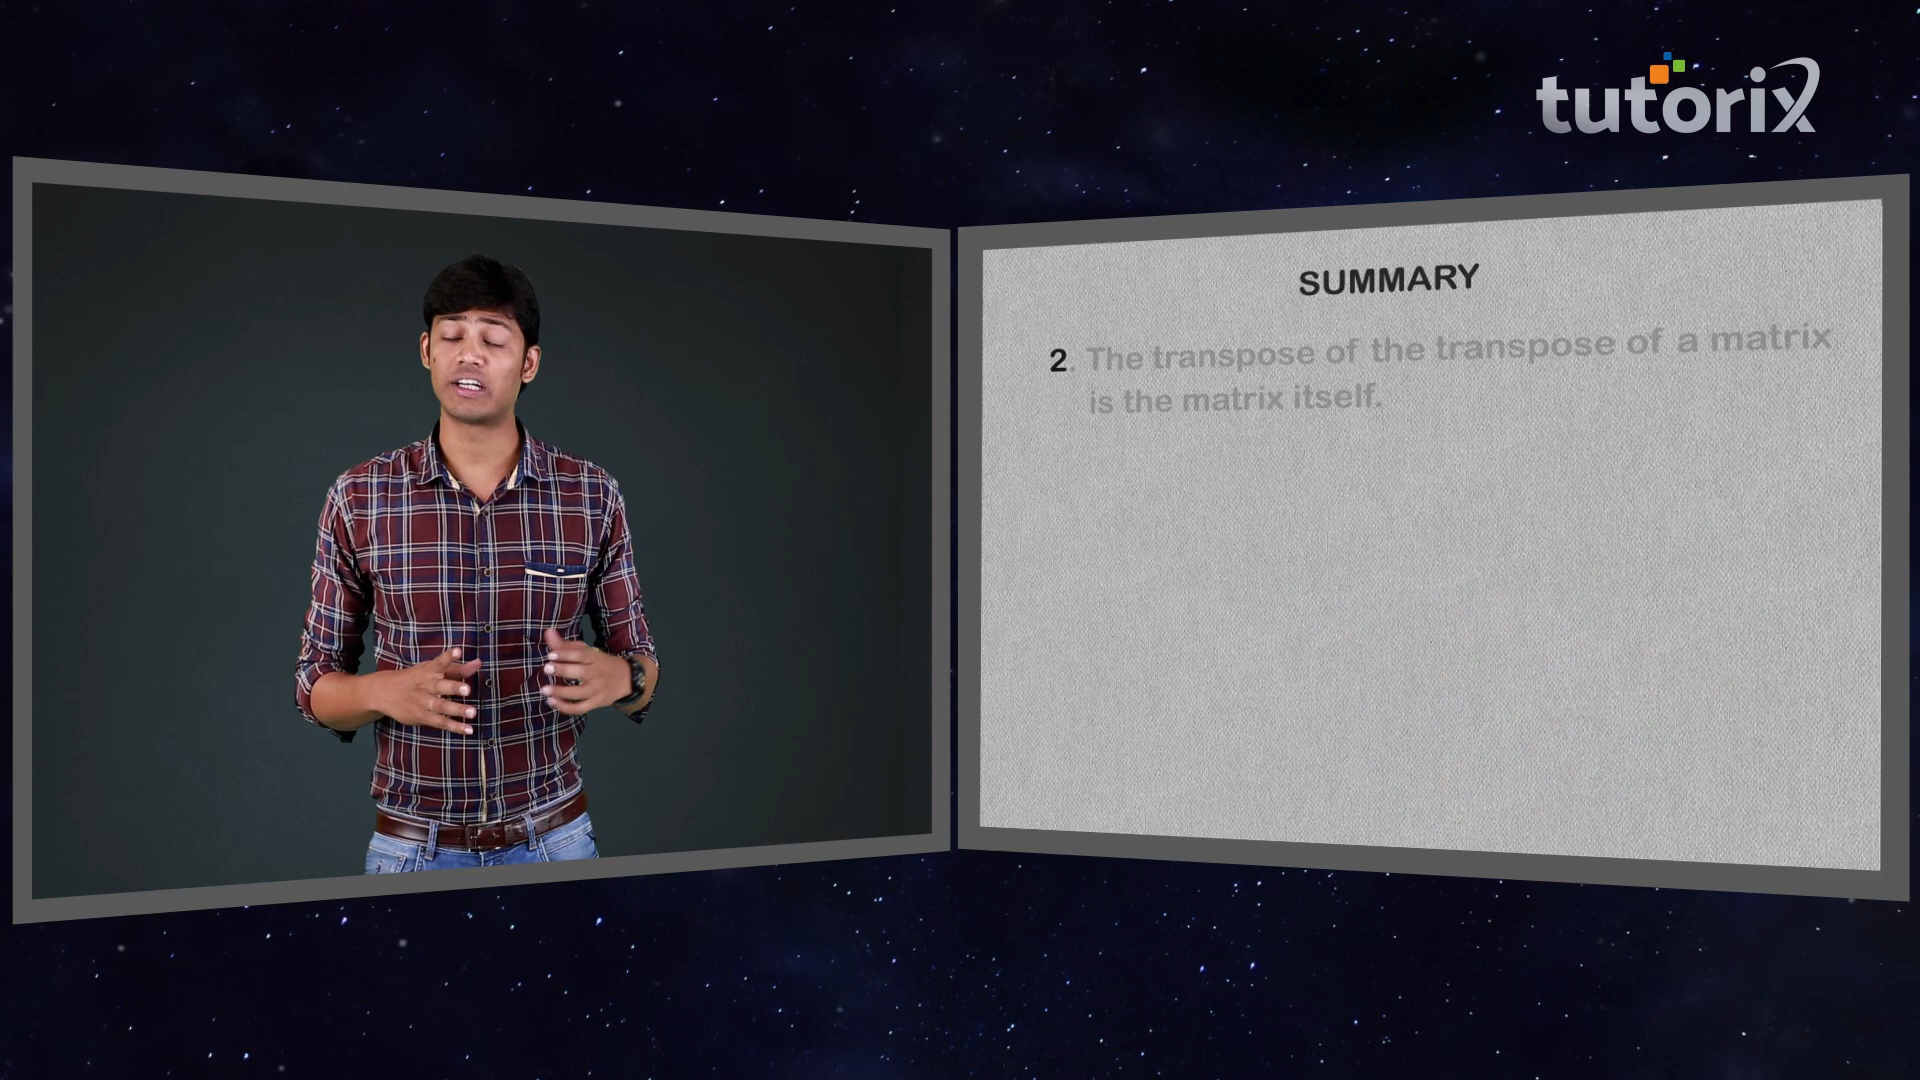 tutorix
SUMMARY
2. The transpose of the transpose of a matrix
is the matrix itself.